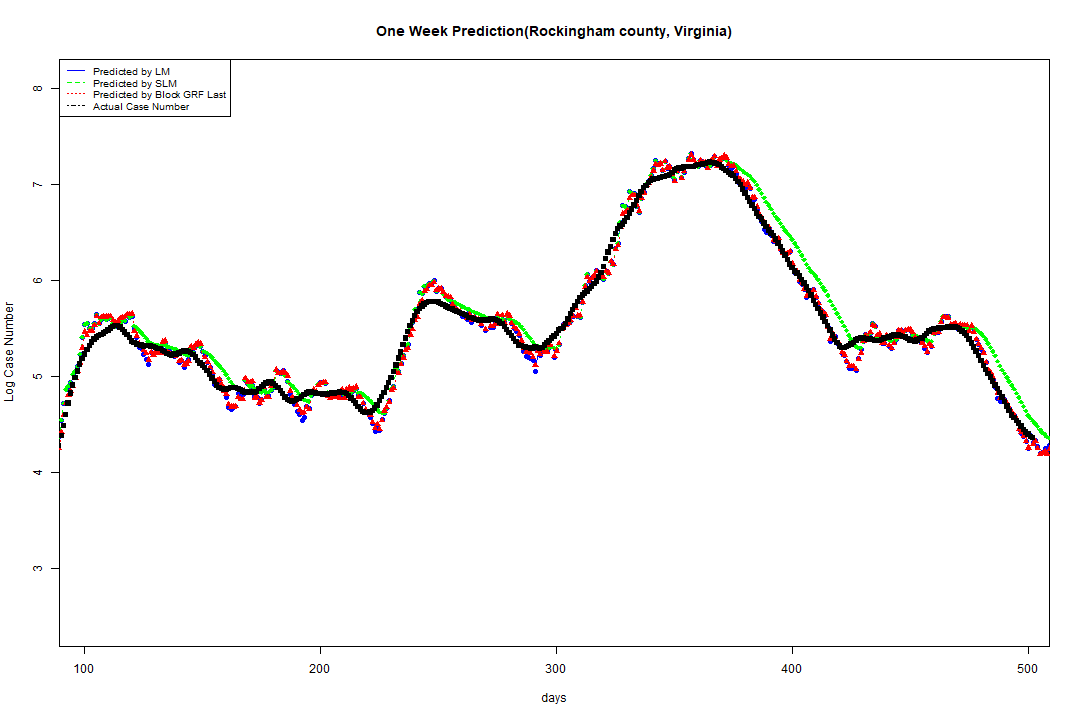 One Week Prediction(Rockingham county, Virginia)
Predicted by LM
Predicted by SLM
Predicted by Block GRF Last
Actual Case Number
8
7
6
5
4
3
Log Case Number
100 200 300 400 500
days